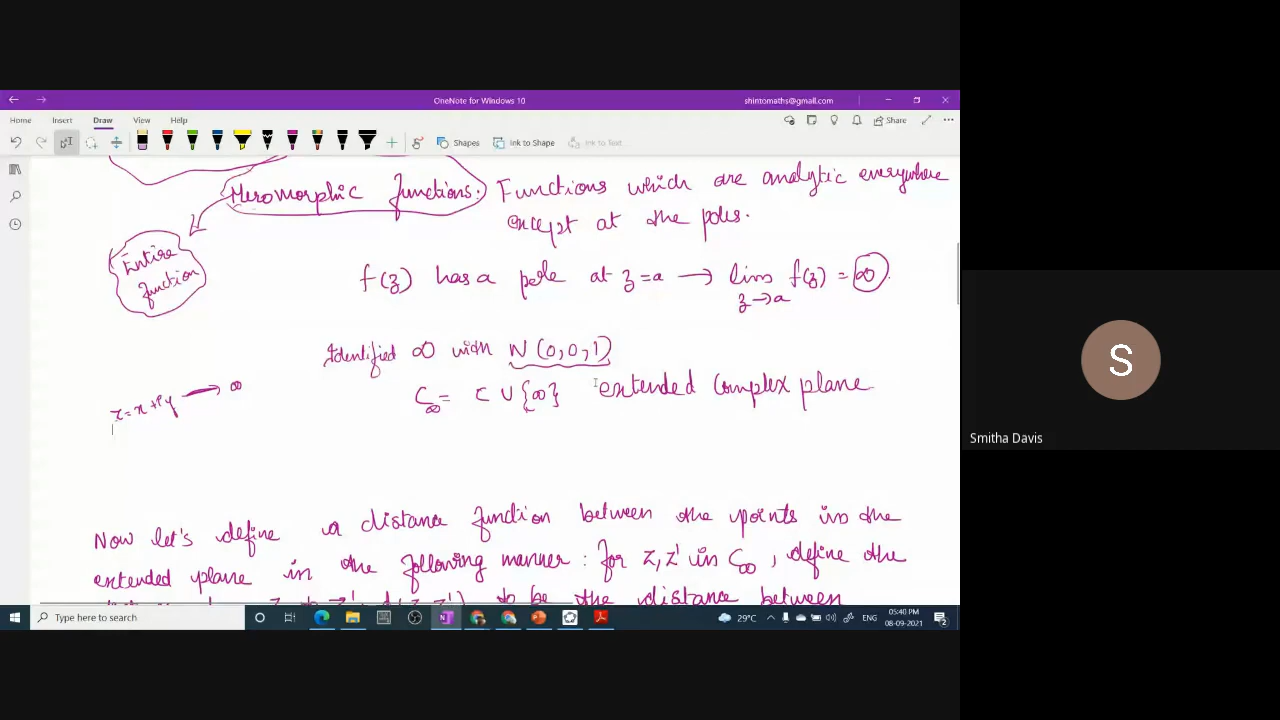 OneNote for Windows 10
shintomaths@gmail.com
Home Insert Draw View Help
Share
Shapes Ink to Shape Ink to Text
Meromorphic Functions: Functions which are analytic everywhere
except at the poles.
Entire
function
f(z) has a pole at z=a → lim f(z) = ∞
z→a
Identified ∞ with N(0,0,1)
C∞ = C ∪ {∞} extended complex plane
z=x+iy → ∞
Now let's define a distance function between the points in the
extended plane in the following manner: for z, z' in C∞, define the
to be the distance between
S
Smitha Davis
Type here to search
29°C
ENG
05:40 PM
08-09-2021
2